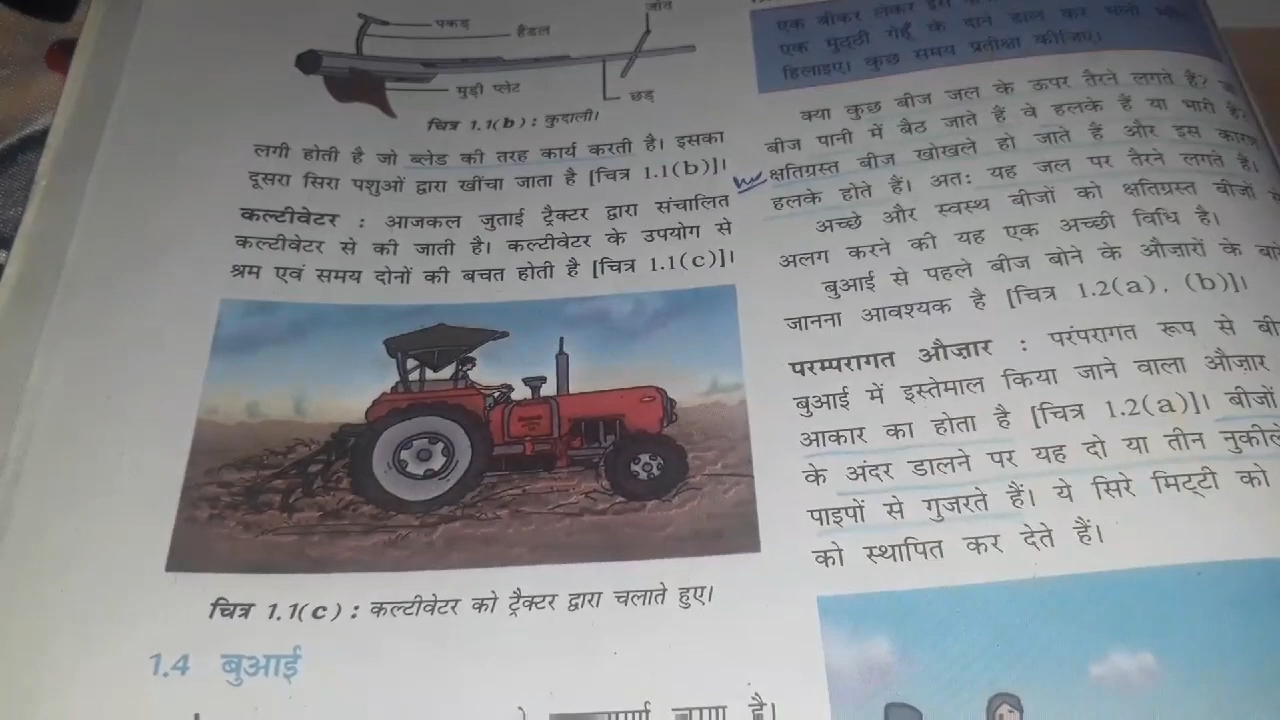 पकड़
हैंडल
जोत
मुड़ी प्लेट
छड़
चित्र 1.1(b) : कुदाली।
लगी होती है जो ब्लेड की तरह कार्य करती है। इसका
दूसरा सिरा पशुओं द्वारा खींचा जाता है [चित्र 1.1(b)]।
कल्टीवेटर : आजकल जुताई ट्रैक्टर द्वारा संचालित
कल्टीवेटर से की जाती है। कल्टीवेटर के उपयोग से
श्रम एवं समय दोनों की बचत होती है [चित्र 1.1(c)]।
चित्र 1.1(c) : कल्टीवेटर को ट्रैक्टर द्वारा चलाते हुए।
1.4 बुआई
है।
एक बीकर लेकर
एक मुट्ठी गेहूँ के दाने डाल कर
हिलाइए। कुछ समय प्रतीक्षा कीजिए।
क्या कुछ बीज जल के ऊपर तैरने लगते हैं?
बीज पानी में बैठ जाते हैं वे हलके हैं या भारी हैं?
क्षतिग्रस्त बीज खोखले हो जाते हैं और इस कारण
हलके होते हैं। अतः यह जल पर तैरने लगते हैं।
अच्छे और स्वस्थ बीजों को क्षतिग्रस्त बीजों
अलग करने की यह एक अच्छी विधि है।
बुआई से पहले बीज बोने के औज़ारों के
जानना आवश्यक है [चित्र 1.2(a), (b)]।
परम्परागत औज़ार : परंपरागत रूप से
बुआई में इस्तेमाल किया जाने वाला औज़ार
आकार का होता है [चित्र 1.2(a)]। बीजों
के अंदर डालने पर यह दो या तीन
पाइपों से गुजरते हैं। ये सिरे मिट्टी को
को स्थापित कर देते हैं।